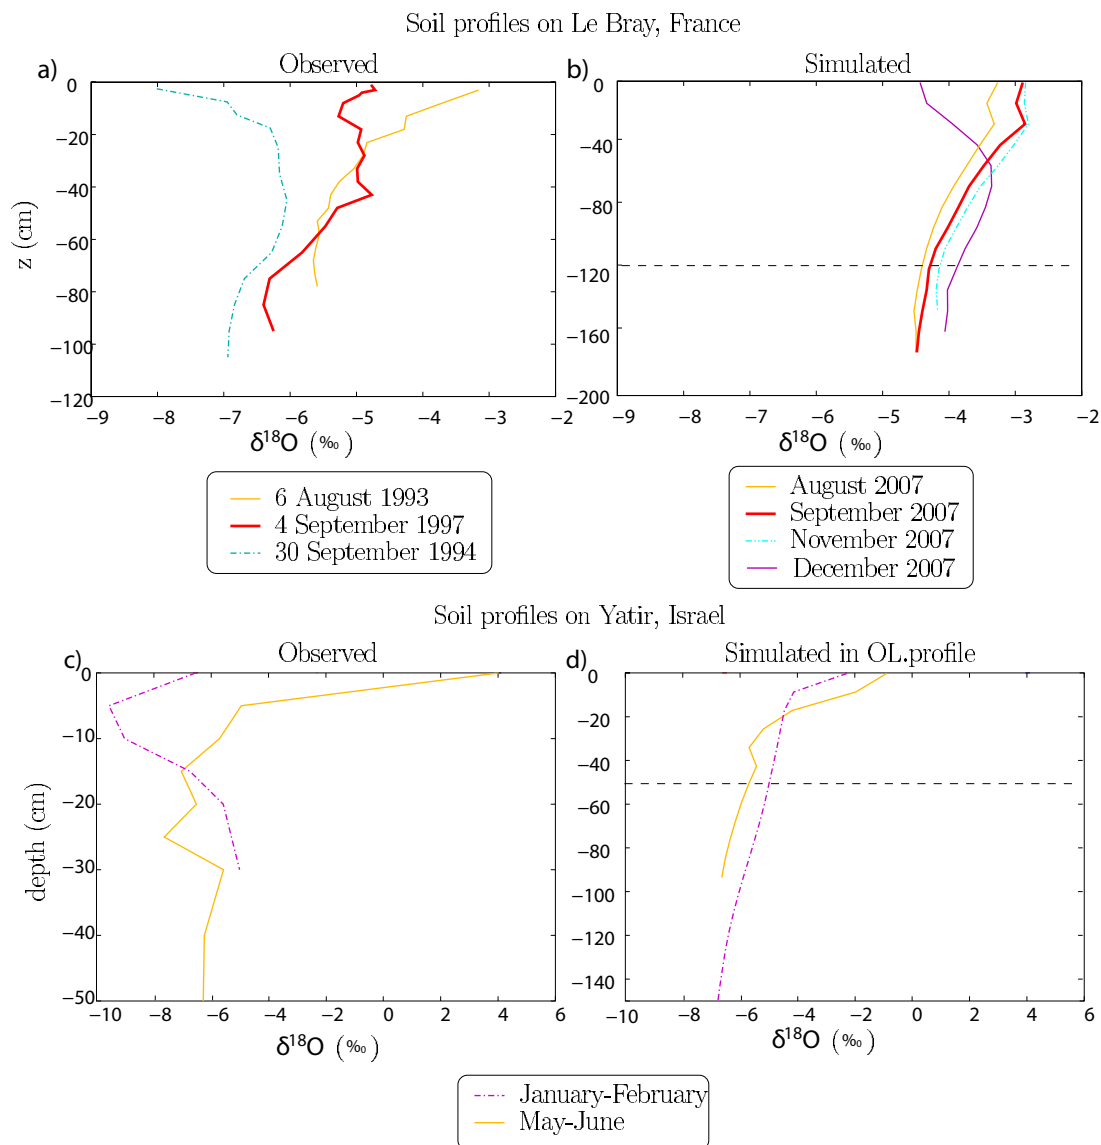 Soil profiles on Le Bray, France
a) Observed b) Simulated
0
−20
−40
−60
−80
−100
−120
z (cm)
−9 −8 −7 −6 −5 −4 −3 −2
δ¹⁸O (‰)
0
−40
−80
−120
−160
−200
−9 −8 −7 −6 −5 −4 −3 −2
δ¹⁸O (‰)
6 August 1993
4 September 1997
30 September 1994
August 2007
September 2007
November 2007
December 2007
Soil profiles on Yatir, Israel
c) Observed d) Simulated in OL.profile
0
−10
−20
−30
−40
−50
depth (cm)
−10 −8 −6 −4 −2 0 2 4 6
δ¹⁸O (‰)
0
−20
−40
−60
−80
−100
−120
−140
−10 −8 −6 −4 −2 0 2 4 6
δ¹⁸O (‰)
January-February
May-June